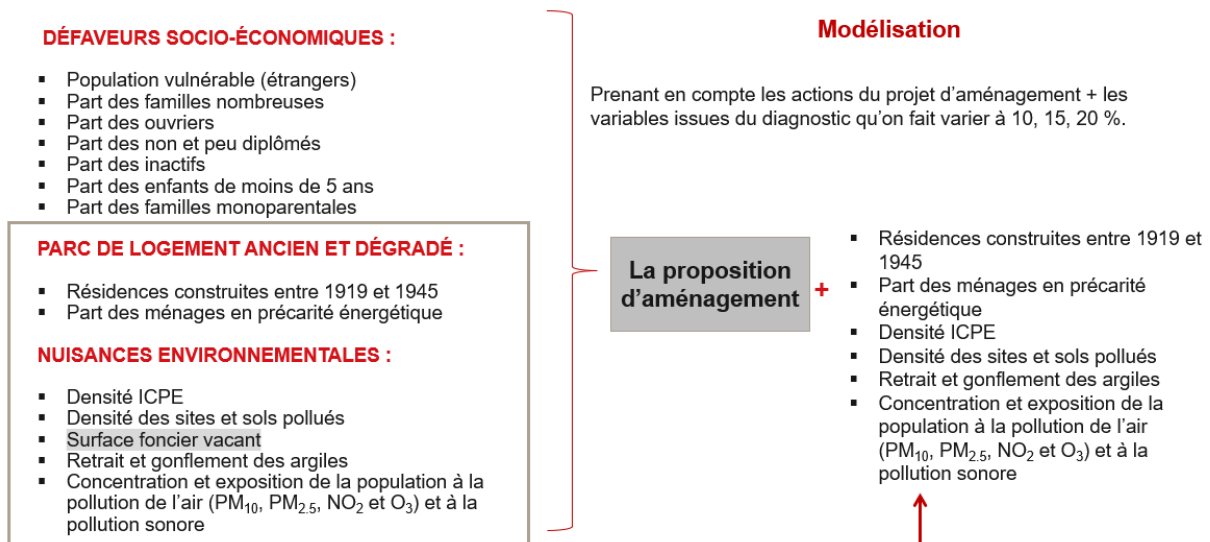 DÉFAVEURS SOCIO-ÉCONOMIQUES :
▪ Population vulnérable (étrangers)
▪ Part des familles nombreuses
▪ Part des ouvriers
▪ Part des non et peu diplômés
▪ Part des inactifs
▪ Part des enfants de moins de 5 ans
▪ Part des familles monoparentales
PARC DE LOGEMENT ANCIEN ET DÉGRADÉ :
▪ Résidences construites entre 1919 et 1945
▪ Part des ménages en précarité énergétique
NUISANCES ENVIRONNEMENTALES :
▪ Densité ICPE
▪ Densité des sites et sols pollués
▪ Surface foncier vacant
▪ Retrait et gonflement des argiles
▪ Concentration et exposition de la population à la
pollution de l'air (PM₁₀, PM₂.₅, NO₂ et O₃) et à la
pollution sonore
Modélisation
Prenant en compte les actions du projet d'aménagement + les
variables issues du diagnostic qu'on fait varier à 10, 15, 20 %.
La proposition
d'aménagement
+
▪ Résidences construites entre 1919 et
1945
▪ Part des ménages en précarité
énergétique
▪ Densité ICPE
▪ Densité des sites et sols pollués
▪ Retrait et gonflement des argiles
▪ Concentration et exposition de la
population à la pollution de l'air
(PM₁₀, PM₂.₅, NO₂ et O₃) et à la
pollution sonore